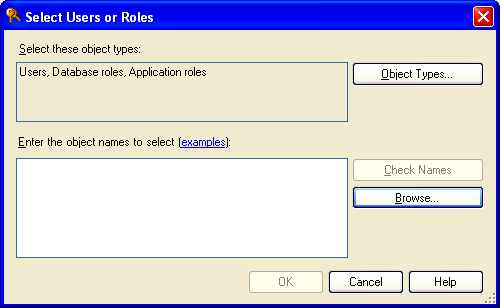 Select Users or Roles
Select these object types:
Users, Database roles, Application roles
Object Types...
Enter the object names to select (examples):
Check Names
Browse...
OK
Cancel
Help